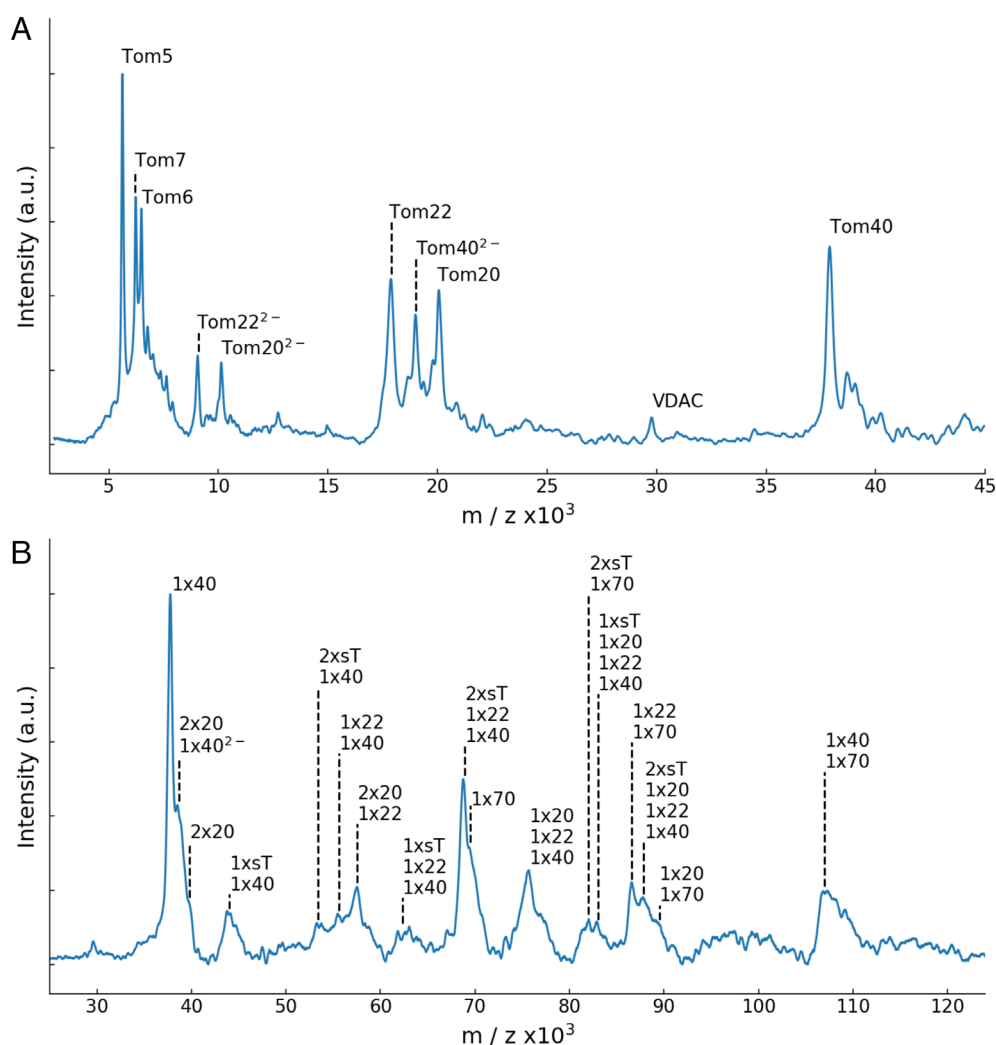 A
Tom5
Tom7
Tom6
Tom22
Tom40²⁻
Tom20
Tom40
Tom22²⁻
Tom20²⁻
VDAC
Intensity (a.u.)
5 10 15 20 25 30 35 40 45
m / z x10³
B
1x40
2x20
1x40²⁻
2x20
1xsT
1x40
2xsT
1x40
1x22
1x40
2x20
1x22
1xsT
1x22
1x40
2xsT
1x22
1x40
1x70
1x20
1x22
1x40
2xsT
1x70
1xsT
1x20
1x22
1x40
1x22
1x70
2xsT
1x20
1x22
1x40
1x20
1x70
1x40
1x70
Intensity (a.u.)
30 40 50 60 70 80 90 100 110 120
m / z x10³